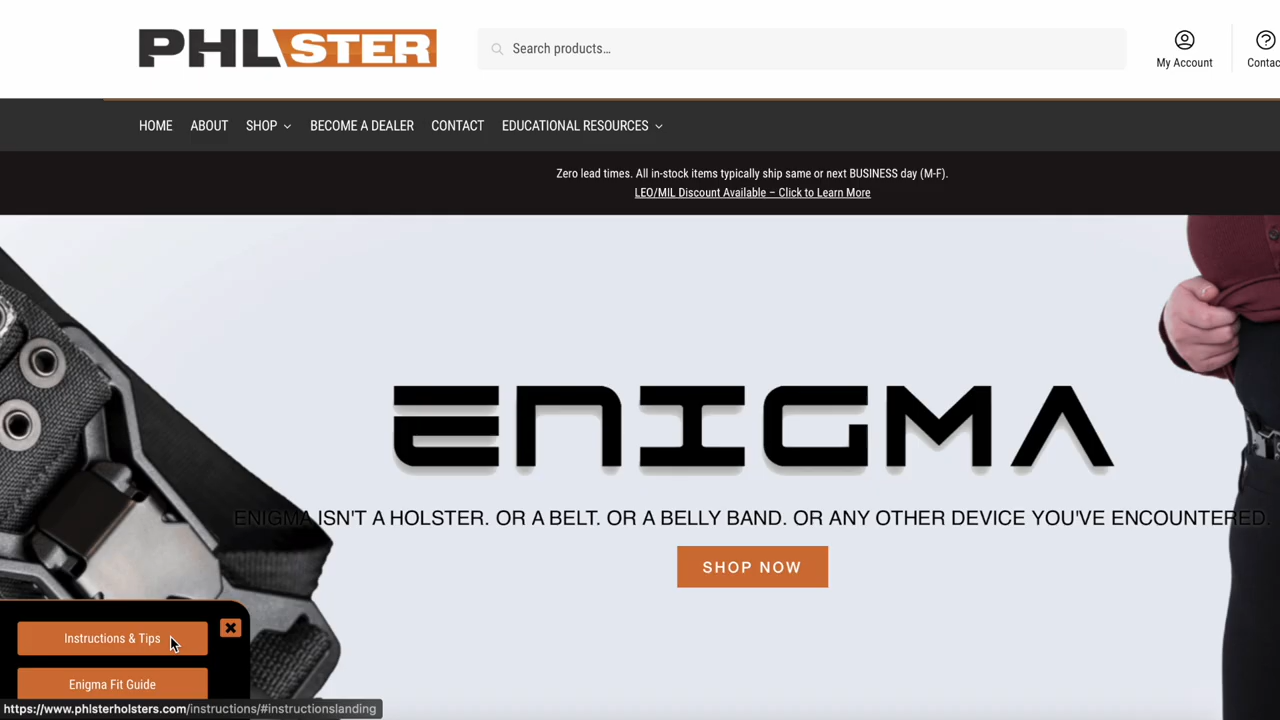 PHLSTER
Search products...
My Account
Contac
HOME ABOUT SHOP BECOME A DEALER CONTACT EDUCATIONAL RESOURCES
Zero lead times. All in-stock items typically ship same or next BUSINESS day (M-F).
LEO/MIL Discount Available – Click to Learn More
ENIGMA
ENIGMA ISN'T A HOLSTER. OR A BELT. OR A BELLY BAND. OR ANY OTHER DEVICE YOU'VE ENCOUNTERED.
SHOP NOW
Instructions & Tips
Enigma Fit Guide
https://www.phlsterholsters.com/instructions/#instructionslanding